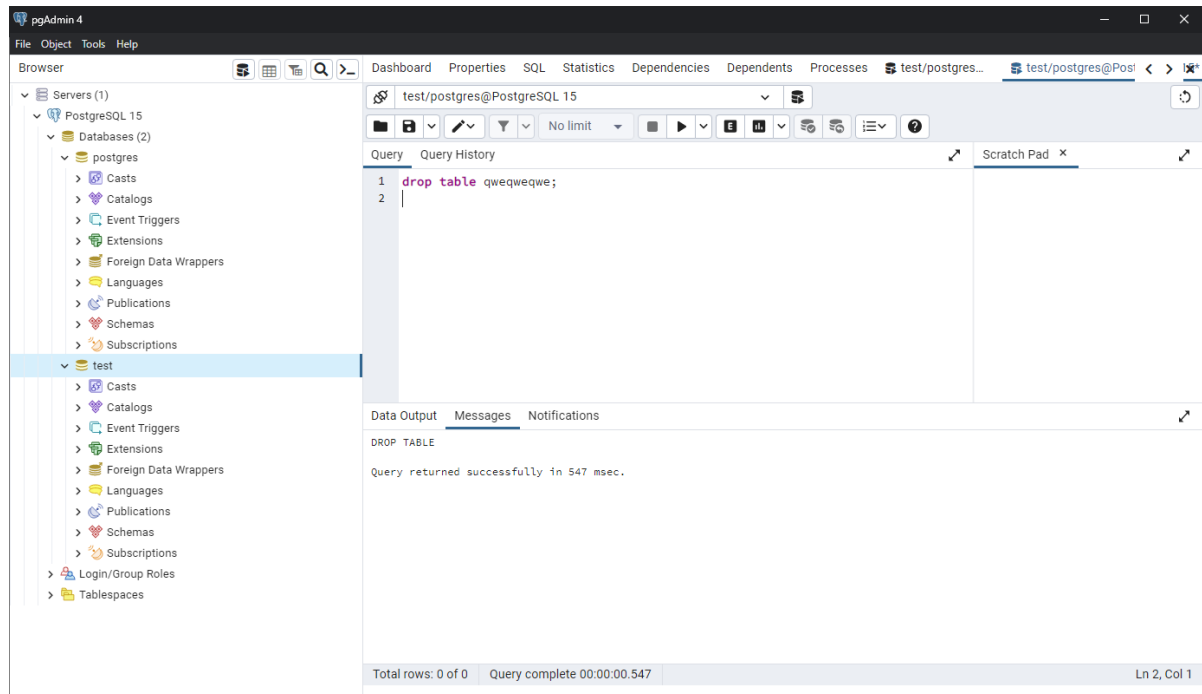 pgAdmin 4
File Object Tools Help
Browser
Servers (1)
PostgreSQL 15
Databases (2)
postgres
Casts
Catalogs
Event Triggers
Extensions
Foreign Data Wrappers
Languages
Publications
Schemas
Subscriptions
test
Casts
Catalogs
Event Triggers
Extensions
Foreign Data Wrappers
Languages
Publications
Schemas
Subscriptions
Login/Group Roles
Tablespaces
Dashboard Properties SQL Statistics Dependencies Dependents Processes test/postgres... test/postgres@Post
test/postgres@PostgreSQL 15
No limit E
Query Query History Scratch Pad
1 drop table qweqweqwe;
2
Data Output Messages Notifications
DROP TABLE
Query returned successfully in 547 msec.
Total rows: 0 of 0 Query complete 00:00:00.547 Ln 2, Col 1